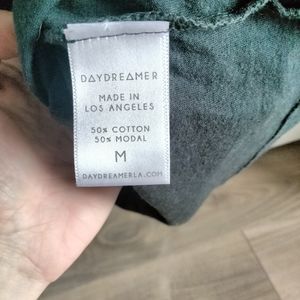 DAYDREAMER
MADE IN
LOS ANGELES
50% COTTON
50% MODAL
M
DAYDREAMERLA.COM